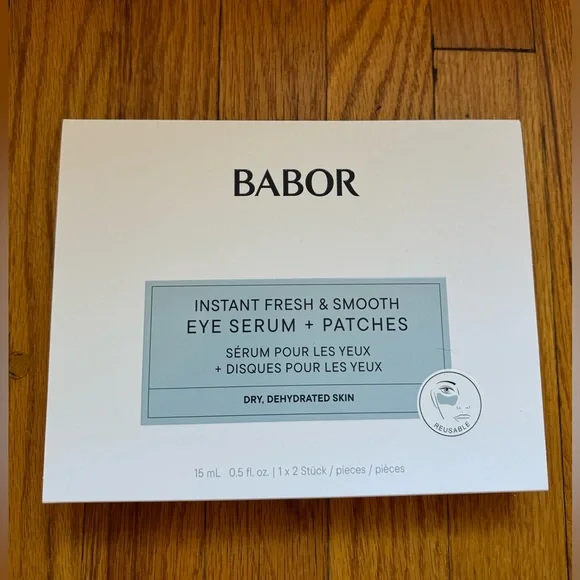 BABOR
INSTANT FRESH & SMOOTH
EYE SERUM + PATCHES
SÉRUM POUR LES YEUX
+ DISQUES POUR LES YEUX
DRY, DEHYDRATED SKIN
REUSABLE
15 mL 0.5 fl. oz. | 1 x 2 Stück / pieces / pièces